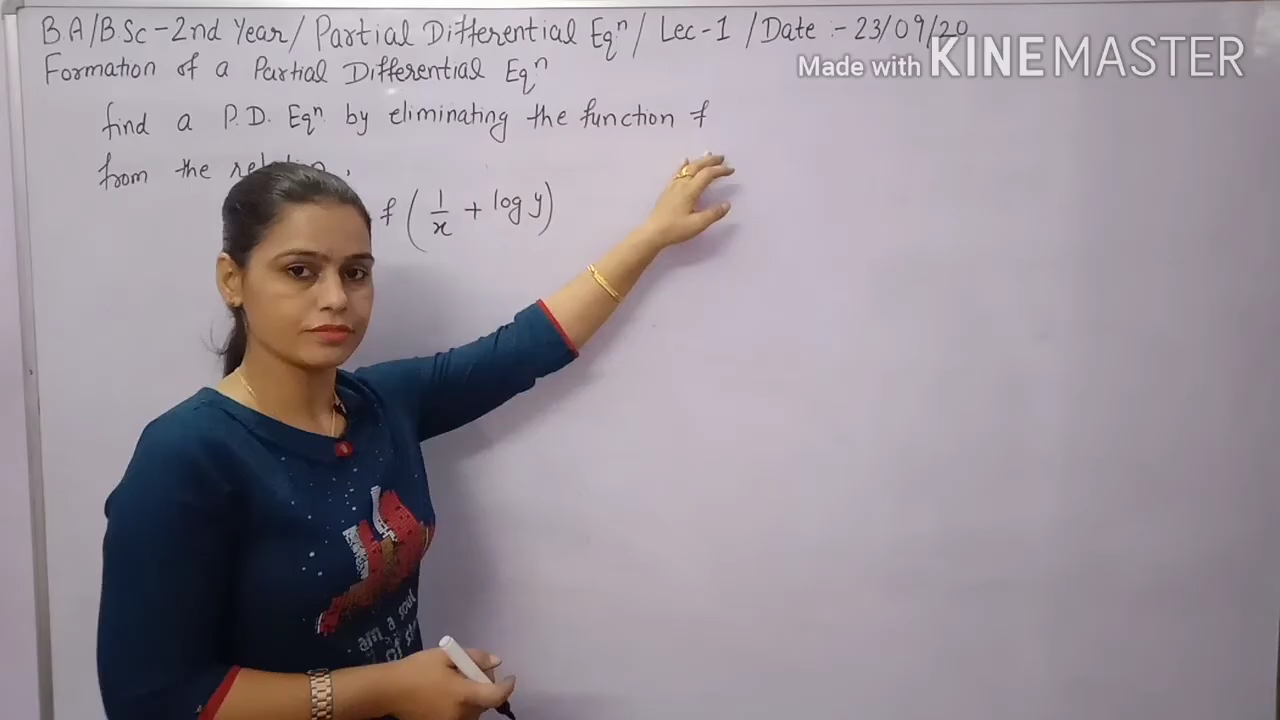 B.A/B.Sc - 2nd Year / Partial Differential Eqⁿ / Lec-1 / Date :- 23/09/20
Made with KINEMASTER
Formation of a Partial Differential Eqⁿ
find a P.D. Eqⁿ by eliminating the function f
from the
f (1/x + log y)
am a soul
of